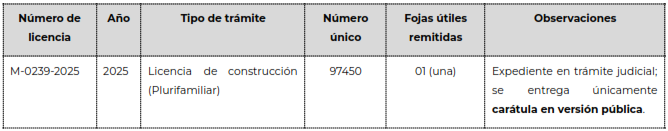 Número de licencia Año Tipo de trámite Número único Fojas útiles remitidas Observaciones
M-0239-2025 2025 Licencia de construcción (Plurifamiliar) 97450 01 (una) Expediente en trámite judicial; se entrega únicamente carátula en versión pública.